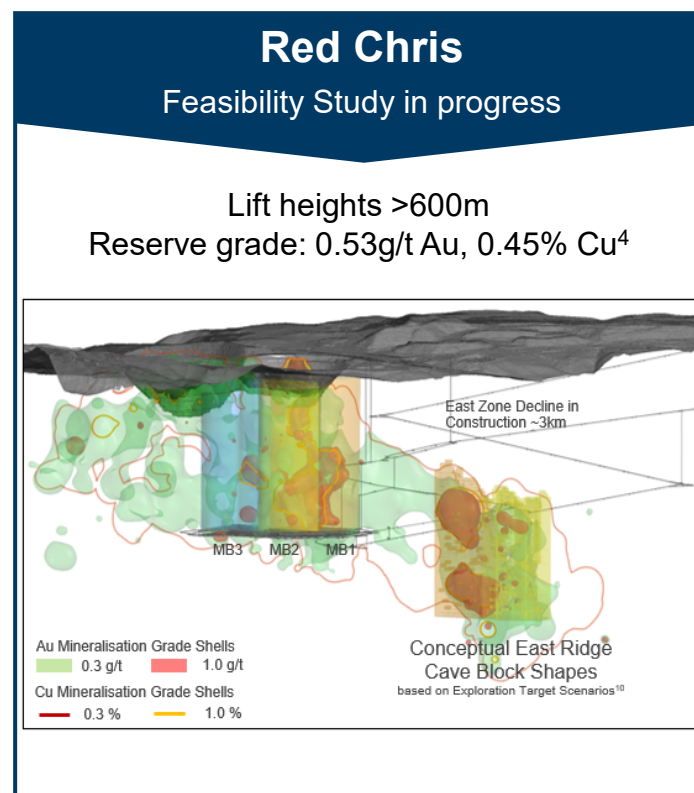 Red Chris
Feasibility Study in progress
Lift heights >600m
Reserve grade: 0.53g/t Au, 0.45% Cu⁴
East Zone Decline in
Construction ~3km
MB3 MB2 MB1
Au Mineralisation Grade Shells
0.3 g/t 1.0 g/t
Cu Mineralisation Grade Shells
0.3 % 1.0 %
Conceptual East Ridge
Cave Block Shapes
based on Exploration Target Scenarios¹⁰